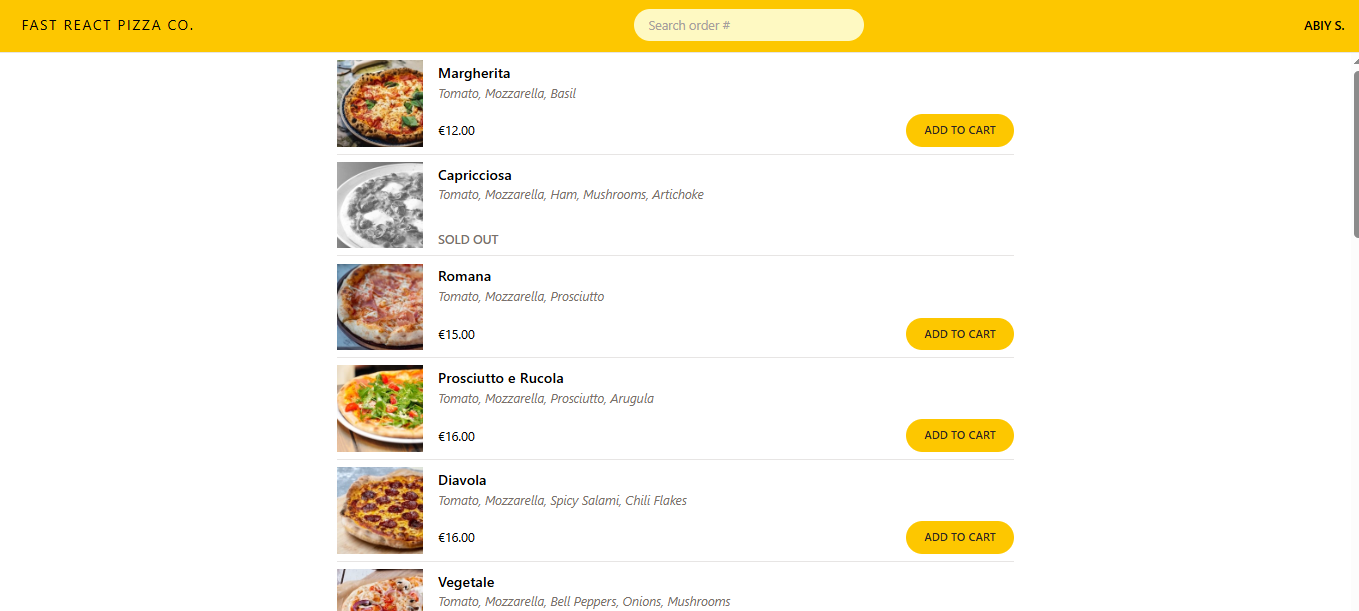 FAST REACT PIZZA CO.
Search order #
ABIY S.
Margherita
Tomato, Mozzarella, Basil
€12.00
ADD TO CART
Capricciosa
Tomato, Mozzarella, Ham, Mushrooms, Artichoke
SOLD OUT
Romana
Tomato, Mozzarella, Prosciutto
€15.00
ADD TO CART
Prosciutto e Rucola
Tomato, Mozzarella, Prosciutto, Arugula
€16.00
ADD TO CART
Diavola
Tomato, Mozzarella, Spicy Salami, Chili Flakes
€16.00
ADD TO CART
Vegetale
Tomato, Mozzarella, Bell Peppers, Onions, Mushrooms